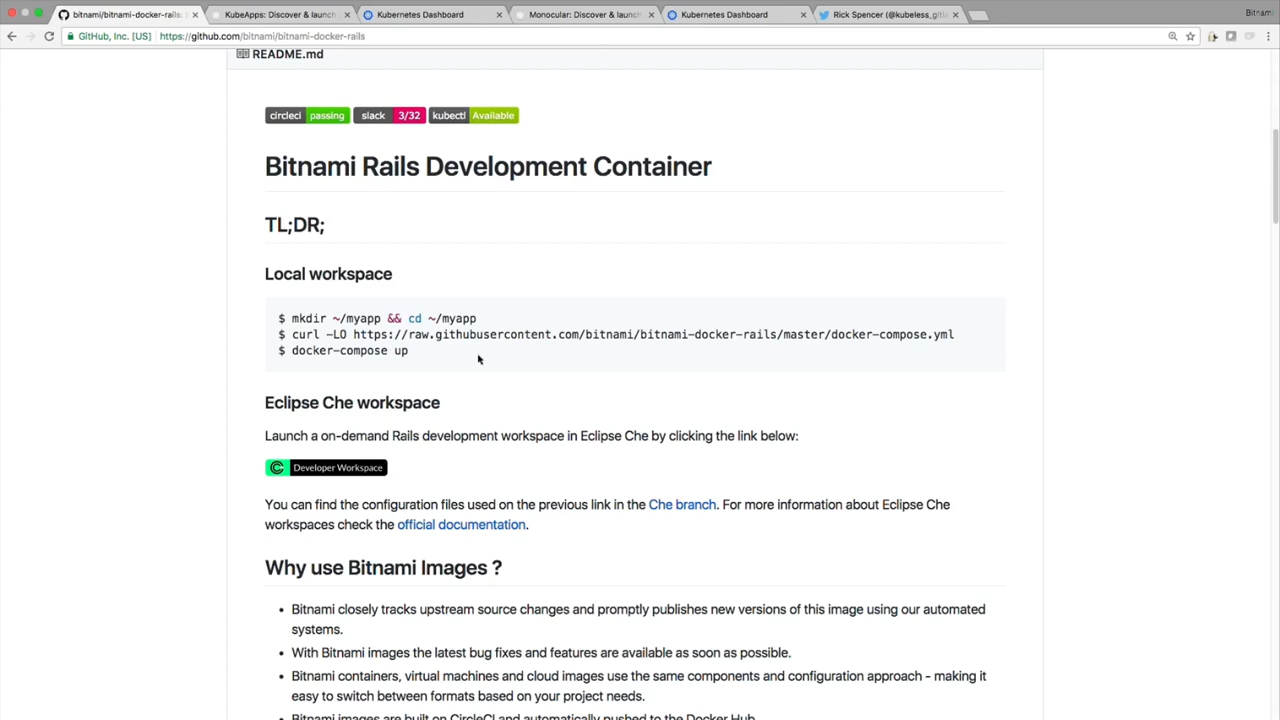 bitnami/bitnami-docker-rails:
KubeApps: Discover & launch
Kubernetes Dashboard
Monocular: Discover & launch
Kubernetes Dashboard
Rick Spencer (@kubeless_gitl
Bitnami
GitHub, Inc. [US] https://github.com/bitnami/bitnami-docker-rails
README.md
circleci passing slack 3/32 kubectl Available
Bitnami Rails Development Container
TL;DR;
Local workspace
$ mkdir ~/myapp && cd ~/myapp
$ curl -LO https://raw.githubusercontent.com/bitnami/bitnami-docker-rails/master/docker-compose.yml
$ docker-compose up
Eclipse Che workspace
Launch a on-demand Rails development workspace in Eclipse Che by clicking the link below:
Developer Workspace
You can find the configuration files used on the previous link in the Che branch. For more information about Eclipse Che
workspaces check the official documentation.
Why use Bitnami Images ?
• Bitnami closely tracks upstream source changes and promptly publishes new versions of this image using our automated
systems.
• With Bitnami images the latest bug fixes and features are available as soon as possible.
• Bitnami containers, virtual machines and cloud images use the same components and configuration approach - making it
easy to switch between formats based on your project needs.
• Bitnami images are built on CircleCI and automatically pushed to the Docker Hub.